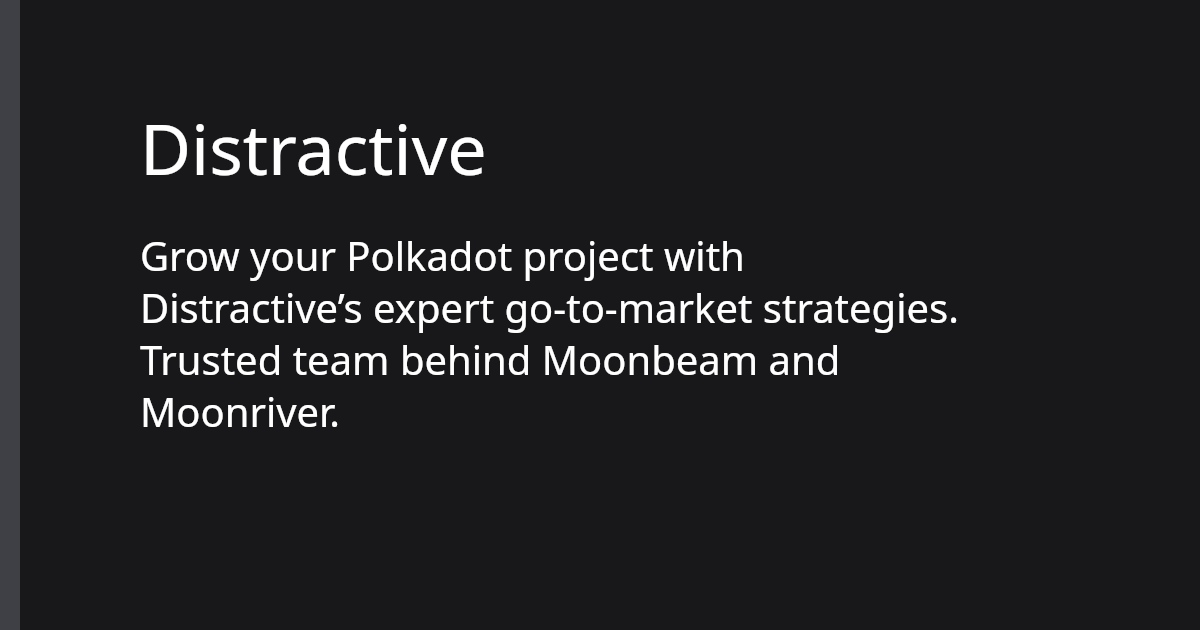 Distractive
Grow your Polkadot project with
Distractive’s expert go-to-market strategies.
Trusted team behind Moonbeam and
Moonriver.